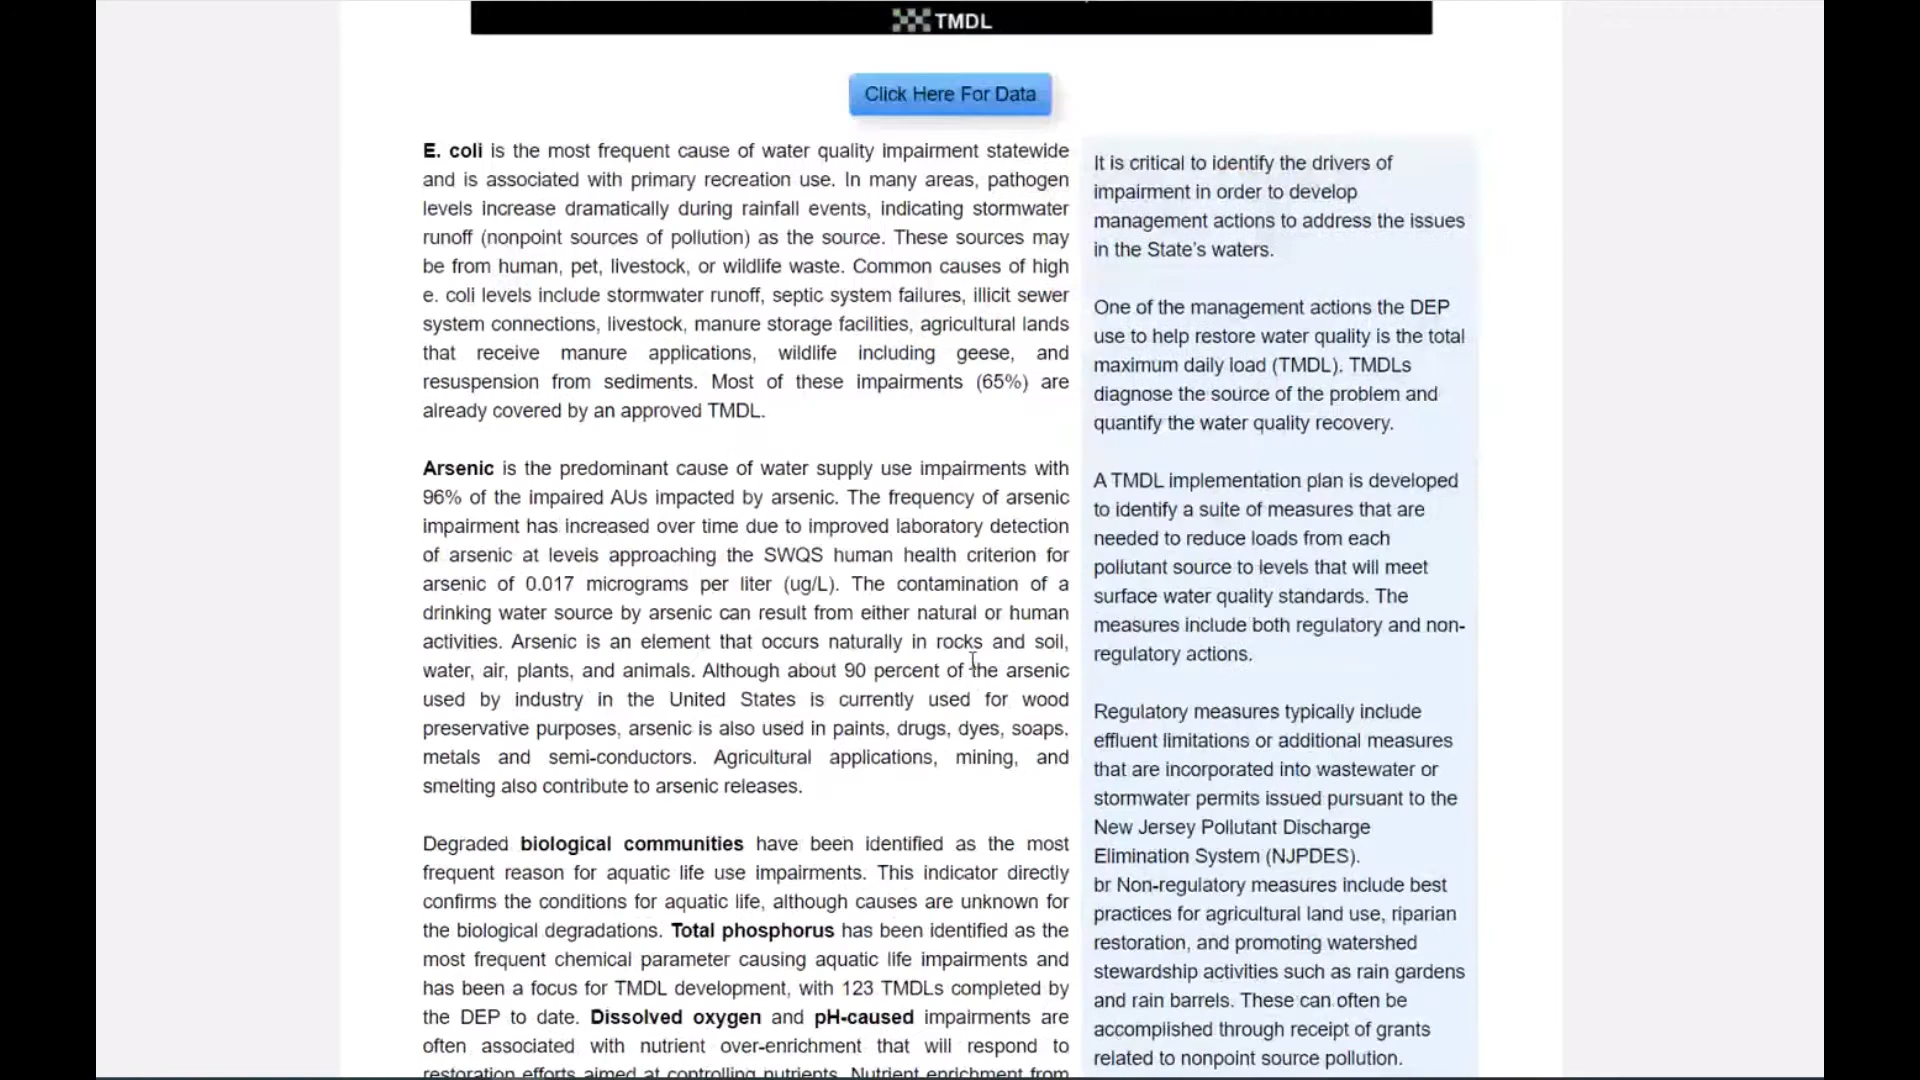 TMDL
Click Here For Data
E. coli is the most frequent cause of water quality impairment statewide
and is associated with primary recreation use. In many areas, pathogen
levels increase dramatically during rainfall events, indicating stormwater
runoff (nonpoint sources of pollution) as the source. These sources may
be from human, pet, livestock, or wildlife waste. Common causes of high
e. coli levels include stormwater runoff, septic system failures, illicit sewer
system connections, livestock, manure storage facilities, agricultural lands
that receive manure applications, wildlife including geese, and
resuspension from sediments. Most of these impairments (65%) are
already covered by an approved TMDL.
Arsenic is the predominant cause of water supply use impairments with
96% of the impaired AUs impacted by arsenic. The frequency of arsenic
impairment has increased over time due to improved laboratory detection
of arsenic at levels approaching the SWQS human health criterion for
arsenic of 0.017 micrograms per liter (ug/L). The contamination of a
drinking water source by arsenic can result from either natural or human
activities. Arsenic is an element that occurs naturally in rocks and soil,
water, air, plants, and animals. Although about 90 percent of the arsenic
used by industry in the United States is currently used for wood
preservative purposes, arsenic is also used in paints, drugs, dyes, soaps,
metals and semi-conductors. Agricultural applications, mining, and
smelting also contribute to arsenic releases.
Degraded biological communities have been identified as the most
frequent reason for aquatic life use impairments. This indicator directly
confirms the conditions for aquatic life, although causes are unknown for
the biological degradations. Total phosphorus has been identified as the
most frequent chemical parameter causing aquatic life impairments and
has been a focus for TMDL development, with 123 TMDLs completed by
the DEP to date. Dissolved oxygen and pH-caused impairments are
often associated with nutrient over-enrichment that will respond to
restoration efforts aimed at controlling nutrients. Nutrient enrichment from
It is critical to identify the drivers of
impairment in order to develop
management actions to address the issues
in the State's waters.
One of the management actions the DEP
use to help restore water quality is the total
maximum daily load (TMDL). TMDLs
diagnose the source of the problem and
quantify the water quality recovery.
A TMDL implementation plan is developed
to identify a suite of measures that are
needed to reduce loads from each
pollutant source to levels that will meet
surface water quality standards. The
measures include both regulatory and non-
regulatory actions.
Regulatory measures typically include
effluent limitations or additional measures
that are incorporated into wastewater or
stormwater permits issued pursuant to the
New Jersey Pollutant Discharge
Elimination System (NJPDES).
br Non-regulatory measures include best
practices for agricultural land use, riparian
restoration, and promoting watershed
stewardship activities such as rain gardens
and rain barrels. These can often be
accomplished through receipt of grants
related to nonpoint source pollution.